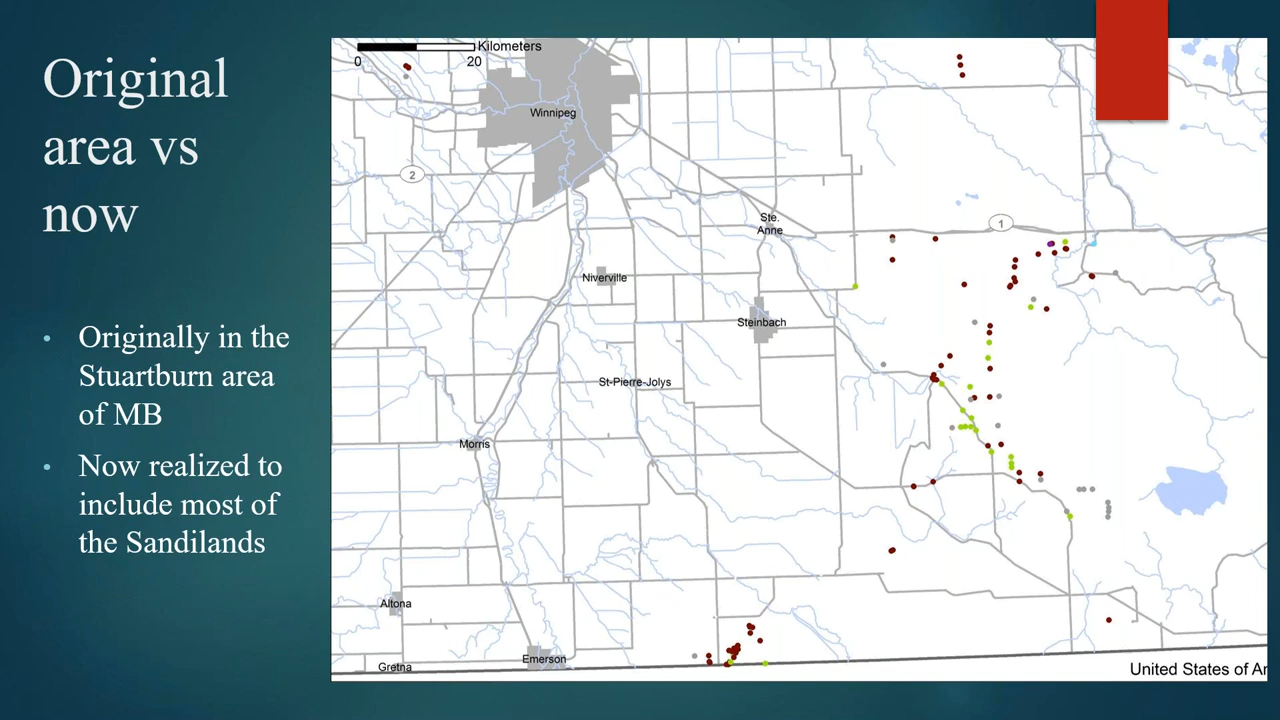 Original
area vs
now
• Originally in the
Stuartburn area
of MB
• Now realized to
include most of
the Sandilands
Kilometers
0 20
Winnipeg
2
Ste.
Anne
1
Niverville
Steinbach
St-Pierre-Jolys
Morris
Altona
Emerson
Gretna
United States of Ar